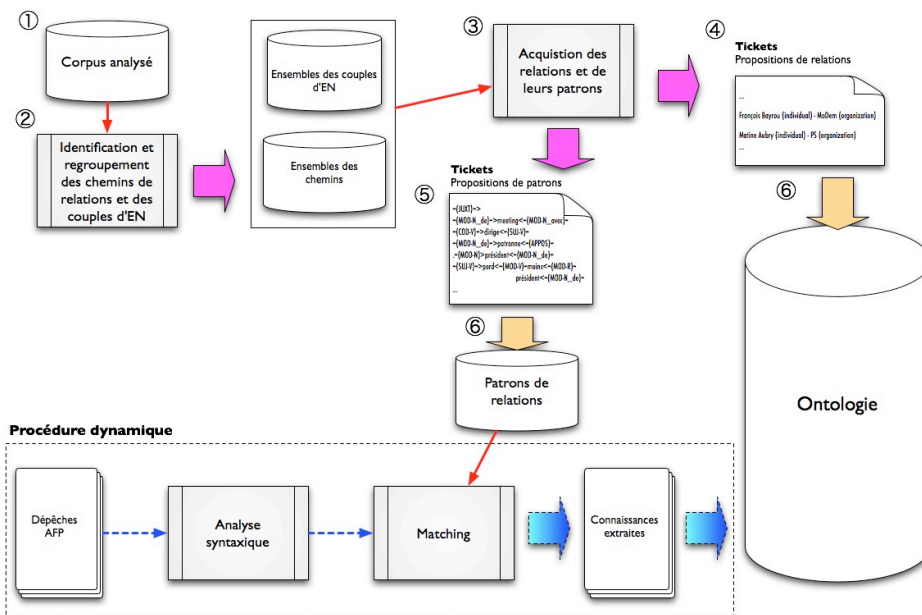 ①
Corpus analysé
②
Identification et
regroupement
des chemins de
relations et des
couples d'EN
Ensembles des couples
d'EN
Ensembles des
chemins
③
Acquistion des
relations et de
leurs patrons
④
Tickets
Propositions de relations
...
François Bayrou (individual) - MoDem (organization)
Matine Aubry (individual) - PS (organization)
...
⑤
Tickets
Propositions de patrons
-(JUXT)->
-(MOD-N_de)->meeting<-(MOD-N_avec)-
-(COD-V)->dirige<-(SUJ-V)-
-(MOD-N_de)->patronne<-(APPOS)-
.-(MOD-N)>président<-(MOD-N_de)-
-(SUJ-V)->perd<-(MOD-V)-mains<-(MOD-R)-
président<-(MOD-N_de)-
...
⑥
⑥
Patrons de
relations
Ontologie
Procédure dynamique
Dépêches
AFP
Analyse
syntaxique
Matching
Connaissances
extraites